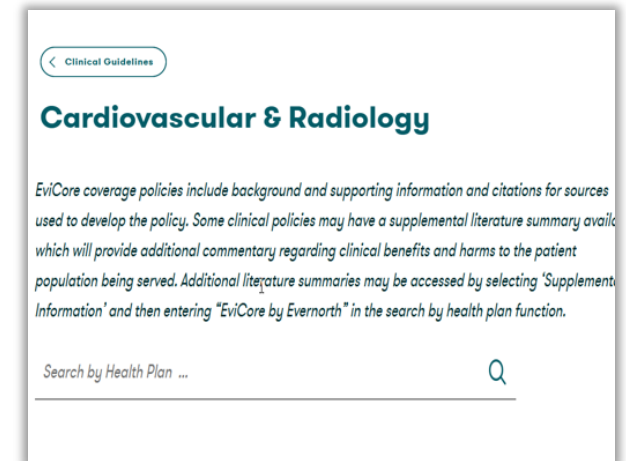 Clinical Guidelines
Cardiovascular & Radiology
EviCore coverage policies include background and supporting information and citations for sources
used to develop the policy. Some clinical policies may have a supplemental literature summary availa
which will provide additional commentary regarding clinical benefits and harms to the patient
population being served. Additional literature summaries may be accessed by selecting ‘Supplementa
Information’ and then entering “EviCore by Evernorth” in the search by health plan function.
Search by Health Plan ...